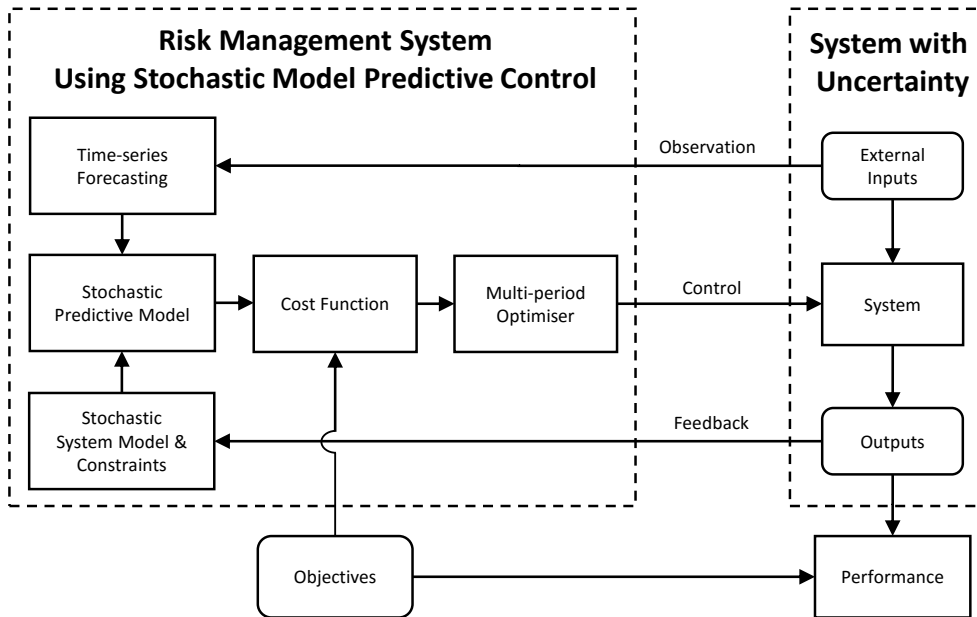 Risk Management System
Using Stochastic Model Predictive Control
System with
Uncertainty
Time-series
Forecasting
Observation
External
Inputs
Stochastic
Predictive Model
Cost Function
Multi-period
Optimiser
Control
System
Stochastic
System Model &
Constraints
Feedback
Outputs
Objectives
Performance